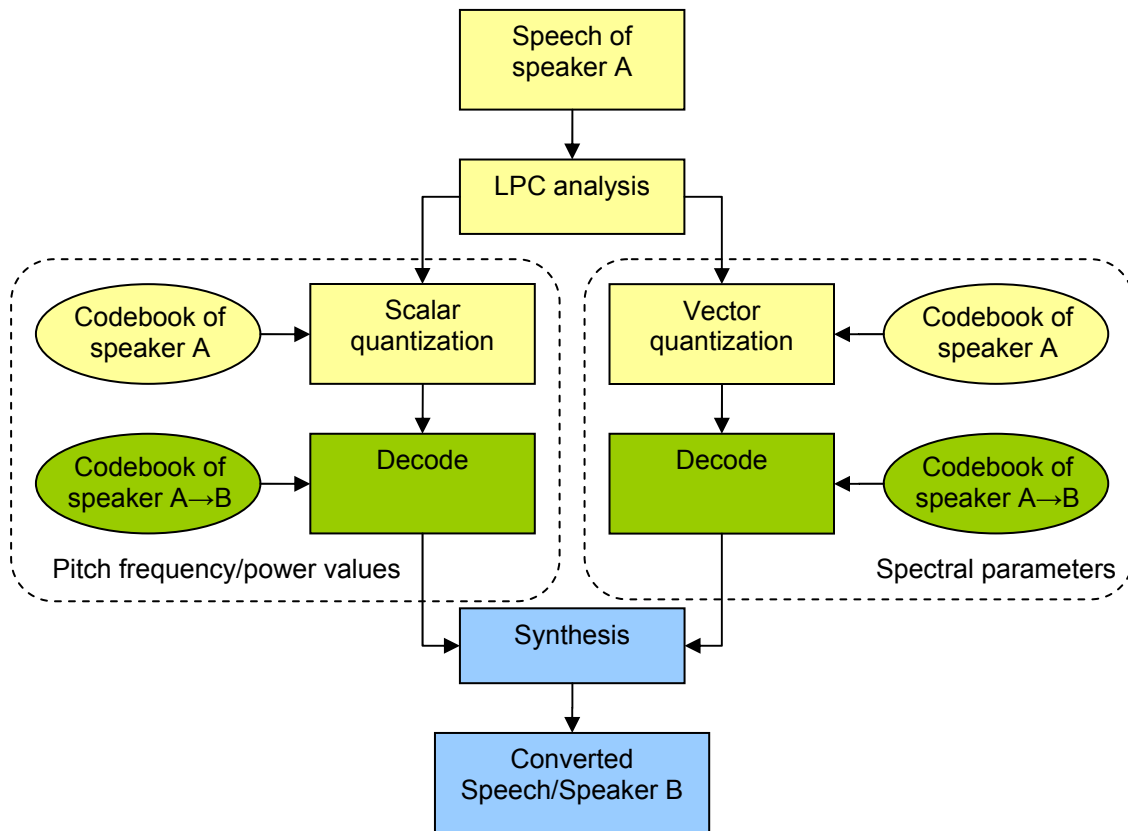 Speech of
speaker A
LPC analysis
Codebook of
speaker A
Scalar
quantization
Vector
quantization
Codebook of
speaker A
Codebook of
speaker A→B
Decode
Decode
Codebook of
speaker A→B
Pitch frequency/power values
Spectral parameters
Synthesis
Converted
Speech/Speaker B